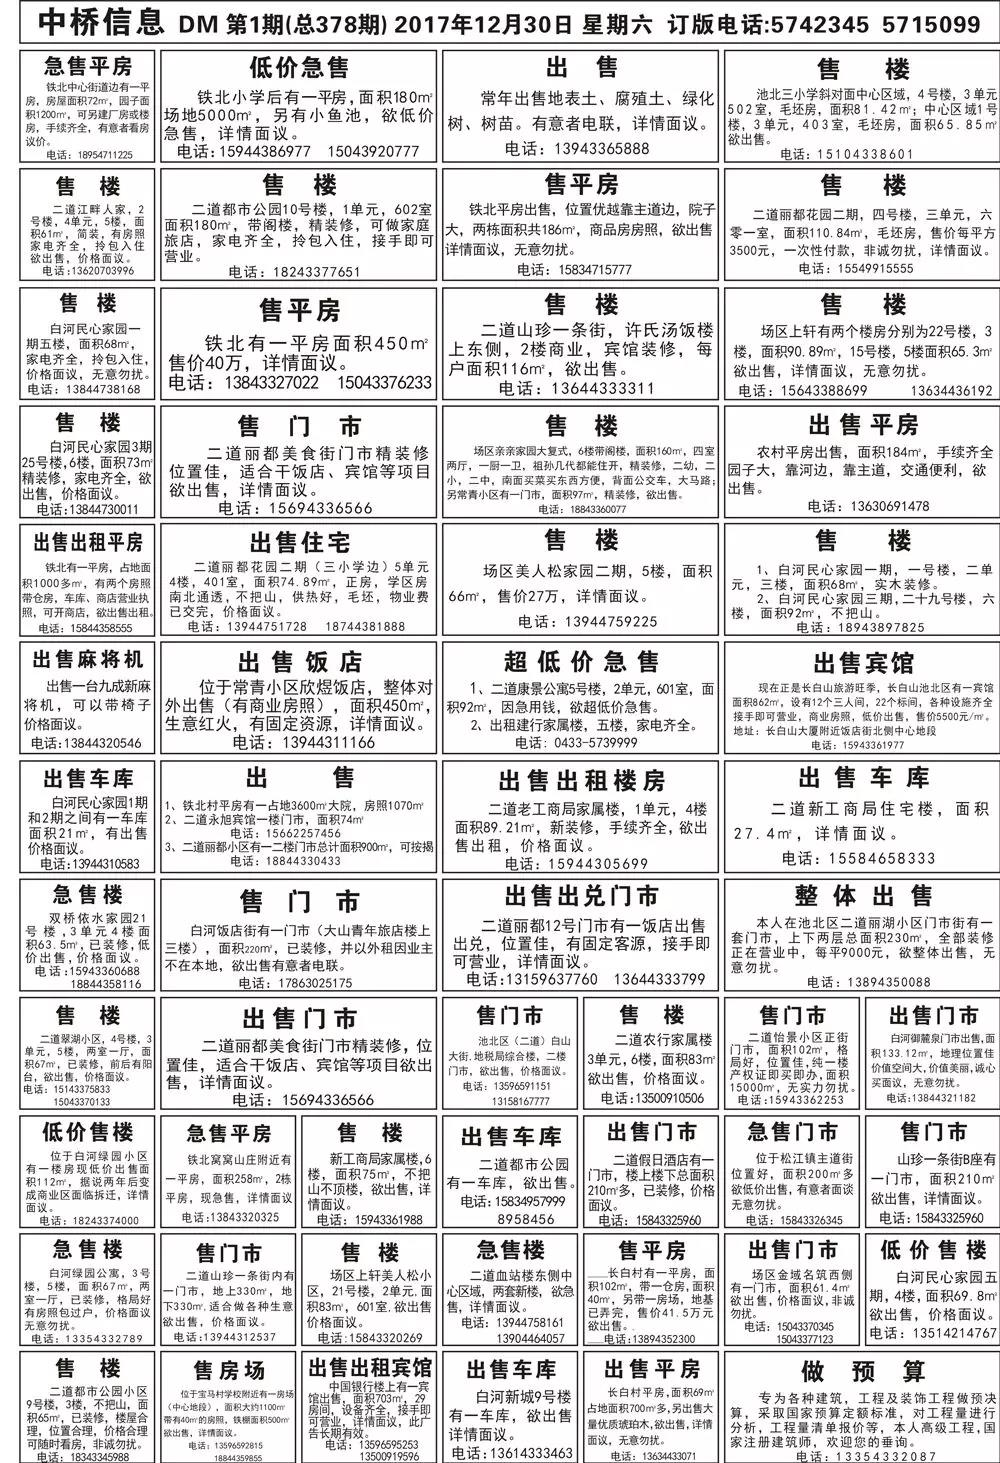 中桥信息 DM 第1期(总378期) 2017年12月30日 星期六 订版电话:5742345 5715099
急售平房
铁北中心街道边有一平
房，房屋面积72㎡，园子面
积1200㎡，可另建厂房或楼
房，手续齐全，有意者看房
议价。
电话：18954711225
低价急售
铁北小学后有一平房，面积180㎡
场地5000㎡，另有小鱼池，欲低价
急售，详情面议。
电话:15944386977 15043920777
出 售
常年出售地表土、腐殖土、绿化
树、树苗。有意者电联，详情面议。
电话：13943365888
售 楼
池北三小学斜对面中心区域，4号楼，3单元
502室，毛坯房，面积81.42㎡；中心区域1号
楼，3单元，403室，毛坯房，面积65.85㎡
欲出售。
电话：15104338601
售 楼
二道江畔人家，2
号楼，4单元，5楼，面
积61㎡，简装，有房照
家电齐全，拎包入住
欲出售，价格面议。
电话:13620703996
售 楼
二道都市公园10号楼，1单元，602室
面积180㎡，带阁楼，精装修，可做家庭
旅店，家电齐全，拎包入住，接手即可
营业。
电话：18243377651
售平房
铁北平房出售，位置优越靠主道边，院子
大，两栋面积共186㎡，商品房房照，欲出售
详情面议，无意勿扰。
电话：15834715777
售 楼
二道丽都花园二期，四号楼，三单元，六
零一室，面积110.84㎡，毛坯房，售价每平方
3500元，一次性付款，非诚勿扰，详情面议。
电话：15549915555
售 楼
白河民心家园一
期五楼，面积68㎡，
家电齐全，拎包入住，
价格面议，无意勿扰。
电话：13844738168
售平房
铁北有一平房面积450㎡
售价40万，详情面议。
电话：13843327022 15043376233
售 楼
二道山珍一条街，许氏汤饭楼
上东侧，2楼商业，宾馆装修，每
户面积116㎡，欲出售。
电话：13644333311
售 楼
场区上轩有两个楼房分别为22号楼，3
楼，面积90.89㎡，15号楼，5楼面积65.3㎡
欲出售，详情面议，无意勿扰。
电话：15643388699 13634436192
售 楼
白河民心家园3期
25号楼,6楼，面积73㎡
精装修，家电齐全，欲
出售，价格面议。
电话：13844730011
售 门 市
二道丽都美食街门市精装修
位置佳，适合干饭店、宾馆等项目
欲出售，详情面议。
电话：15694336566
售 楼
场区亲亲家园大复式，6楼带阁楼，面积160㎡，四室
两厅，一厨一卫，祖孙几代都能住开，精装修，二幼，二
小，二中，南面买菜买东西方便，背面公交车，大马路；
另常青小区有一门市，面积97㎡，精装修，欲出售。
电话：18843360077
出售平房
农村平房出售，面积184㎡，手续齐全
园子大，靠河边，靠主道，交通便利，欲
出售。
电话：13630691478
出售出租平房
铁北有一平房，占地面
积1000多㎡，有两个房照
带仓房，车库、商店营业执
照，可开商店，欲出售出租。
电话：15844358555
出售住宅
二道丽都花园二期（三小学边）5单元
4楼，401室，面积74.89㎡，正房，学区房
南北通透，不把山，供热好，毛坯，物业费
已交完，价格面议。
电话：13944751728 18744381888
售 楼
场区美人松家园二期，5楼，面积
66㎡，售价27万，详情面议。
电话：13944759225
售 楼
1、白河民心家园一期，一号楼，二单
元，三楼，面积68㎡，实木装修。
2、白河民心家园三期,二十九号楼，六
楼，面积92㎡，不把山。
电话：18943897825
出售麻将机
出售一台九成新麻
将机，可以带椅子
价格面议。
电话:13844320546
出售饭店
位于常青小区欣煜饭店，整体对
外出售（有商业房照），面积450㎡，
生意红火，有固定资源，详情面议。
电话：13944311166
超低价急售
1、二道康景公寓5号楼，2单元，601室，面
积92㎡，因急用钱，欲超低价急售。
2、出租建行家属楼，五楼，家电齐全。
电话：0433-5739999
出售宾馆
现在正是长白山旅游旺季，长白山池北区有一宾馆
面积862㎡，设有12个三人间，22个标间，各种设施齐全
接手即可营业，商业房照，低价出售，售价5500元/㎡。
地址：长白山大厦附近饭店街北侧中心地段
电话：15943361977
出售车库
白河民心家园1期
和2期之间有一车库
面积21㎡，有出售
价格面议。
电话:13944310583
出 售
1、铁北村平房有一占地3600㎡大院，房照1070㎡
2、二道永旭宾馆一楼门市，面积74㎡
电话：15662257456
3、二道丽都小区有一二楼门市总计面积900㎡，可按揭
电话：18844330433
出售出租楼房
二道老工商局家属楼，1单元，4楼
面积89.21㎡，新装修，手续齐全，欲出
售出租，价格面议。
电话：15944305699
出售车库
二道新工商局住宅楼，面积
27.4㎡，详情面议。
电话：15584658333
急售楼
双桥依水家园21
号楼,3单元4楼面
积63.5㎡,已装修,低
价出售，价格面议。
电话:15943360688
18844358116
售 门 市
白河饭店街有一门市（大山青年旅店楼上
三楼），面积220㎡，已装修，并以外租因业主
不在本地，欲出售有意者电联。
电话：17863025175
出售出兑门市
二道丽都12号门市有一饭店出售
出兑，位置佳，有固定客源，接手即
可营业，详情面议。
电话:13159637760 13644333799
整体出售
本人在池北区二道丽湖小区门市街有一
套门市，上下两层总面积230㎡，全部装修
正在营业中，每平9000元，欲整体出售，无
意勿扰。
电话：13894350088
售 楼
二道翠湖小区，4号楼，3
单元，5楼，两室一厅，面
积67㎡，已装修，前后有阳
台，欲出售，价格面议。
电话：15143375833
15043370133
出售门市
二道丽都美食街门市精装修，位
置佳，适合干饭店、宾馆等项目欲出
售，详情面议。
电话：15694336566
售门市
池北区（二道）白山
大街,地税局综合楼，二楼
门市，欲出售，价格面议。
电话：13596591151
13158167777
售 楼
二道农行家属楼
3单元,6楼，面积83㎡
欲出售，价格面议。
电话:13500910506
售门市
二道怡景小区正街
门市，面积102㎡，格
局好，位置佳，纯一楼
产权证即买即办,面积
15000㎡，无实力勿扰。
电话:15943362253
出售门市
白河御麓泉门市出售,面
积133.12㎡，地理位置佳
价值空间大,价值美丽,诚心
买面议，无意勿扰。
电话：13844321182
低价售楼
位于白河绿园小区
有一楼房现低价出售面
积112㎡，据说两年后变
成商业区面临拆迁，详情
面议。
电话：18243374000
急售平房
铁北窝窝山庄附近有
一平房，面积258㎡，2栋
平房，现急售，详情面议
电话:13843320325
售 楼
新工商局家属楼,6
楼，面积75㎡，不把
山不顶楼，欲出售，详
情面议。
电话：15943361988
出售车库
二道都市公园
有一车库，欲出售。
电话:15834957999
8958456
出售门市
二道假日酒店有一
门市，楼上楼下总面积
210㎡多，已装修，价格
面议。
电话：15843325960
急售门市
位于松江镇主道街
位置好，面积200㎡多
欲低价出售，有意者面谈
无意勿扰。
电话：15843326345
售门市
山珍一条街B座有
一门市，面积210㎡
欲出售，详情面议。
电话:15843325960
急售楼
白河绿园公寓，3号
楼，5楼，面积67㎡，两
室一厅，已装修，格局好
有房照包过户，价格面议
无意勿扰。
电话：13354332789
售门市
二道山珍一条街内有
一门市，地上330㎡，地
下330㎡,适合做各种生意
欲出售，价格面议。
电话:13944312537
售 楼
场区上轩美人松小
区，21号楼，2单元，面
积83㎡，601室,欲出售
价格面议。
电话:15843320269
急售楼
二道血站楼东侧中
心区域，两套新楼，欲急
售，详情面议。
电话：13944758161
13904464057
售平房
长白村有一平房，面
积102㎡，带一仓房，面积
40㎡，另带一房场，地基
已弄完，售价41.5万元
欲出售。
电话:13894352300
出售门市
场区金域名筑西侧
有一门市，面积61.4㎡
欲出售，价格面议，非诚
勿扰。
电话：15043370345
15043377123
低价售楼
白河民心家园五
期，4楼，面积69.8㎡
欲出售，价格面议。
电话:13514214767
售 楼
二道都市公园小区
9号楼，3楼，不把山，面
积65㎡，已装修，楼屋合
理，位置合理，价格合理
可随时看房，非诚勿扰。
电话：18343345988
售房场
位于宝马村学校附近有一房场
（中心地段），面积大约1100㎡
带有40㎡的房照，铁棚面积500㎡
欲出售，详情面议。
电话：13596592815
18844359855
出售出租宾馆
中国银行楼上有一宾
馆出售，面积703㎡，29
房间，设备齐全，接手即
可营业，详情面议，此广
告长期有效。
电话：13596595253
13500919596
出售车库
白河新城9号楼
有一车库，欲出售
详情面议。
电话：13614333463
出售平房
长白村平房,面积69㎡
占地面积700㎡多,另出售大
量优质琥珀木,欲出售,详情
面议，无意勿扰。
电话：13634433071
做 预 算
专为各种建筑，工程及装饰工程做预决
算，采取国家预算定额标准，对工程量进行
分析，工程量清单报价等，本人高级工程，国
家注册建筑师，欢迎您的垂询。
电话：13354332087